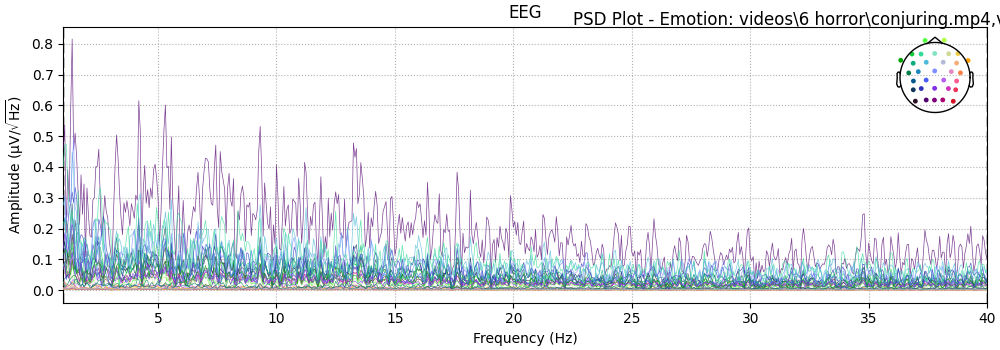 EEG
PSD Plot - Emotion: videos\6 horror\conjuring.mp4,v
Amplitude (µV/√Hz)
0.8
0.7
0.6
0.5
0.4
0.3
0.2
0.1
0.0
5 10 15 20 25 30 35 40
Frequency (Hz)